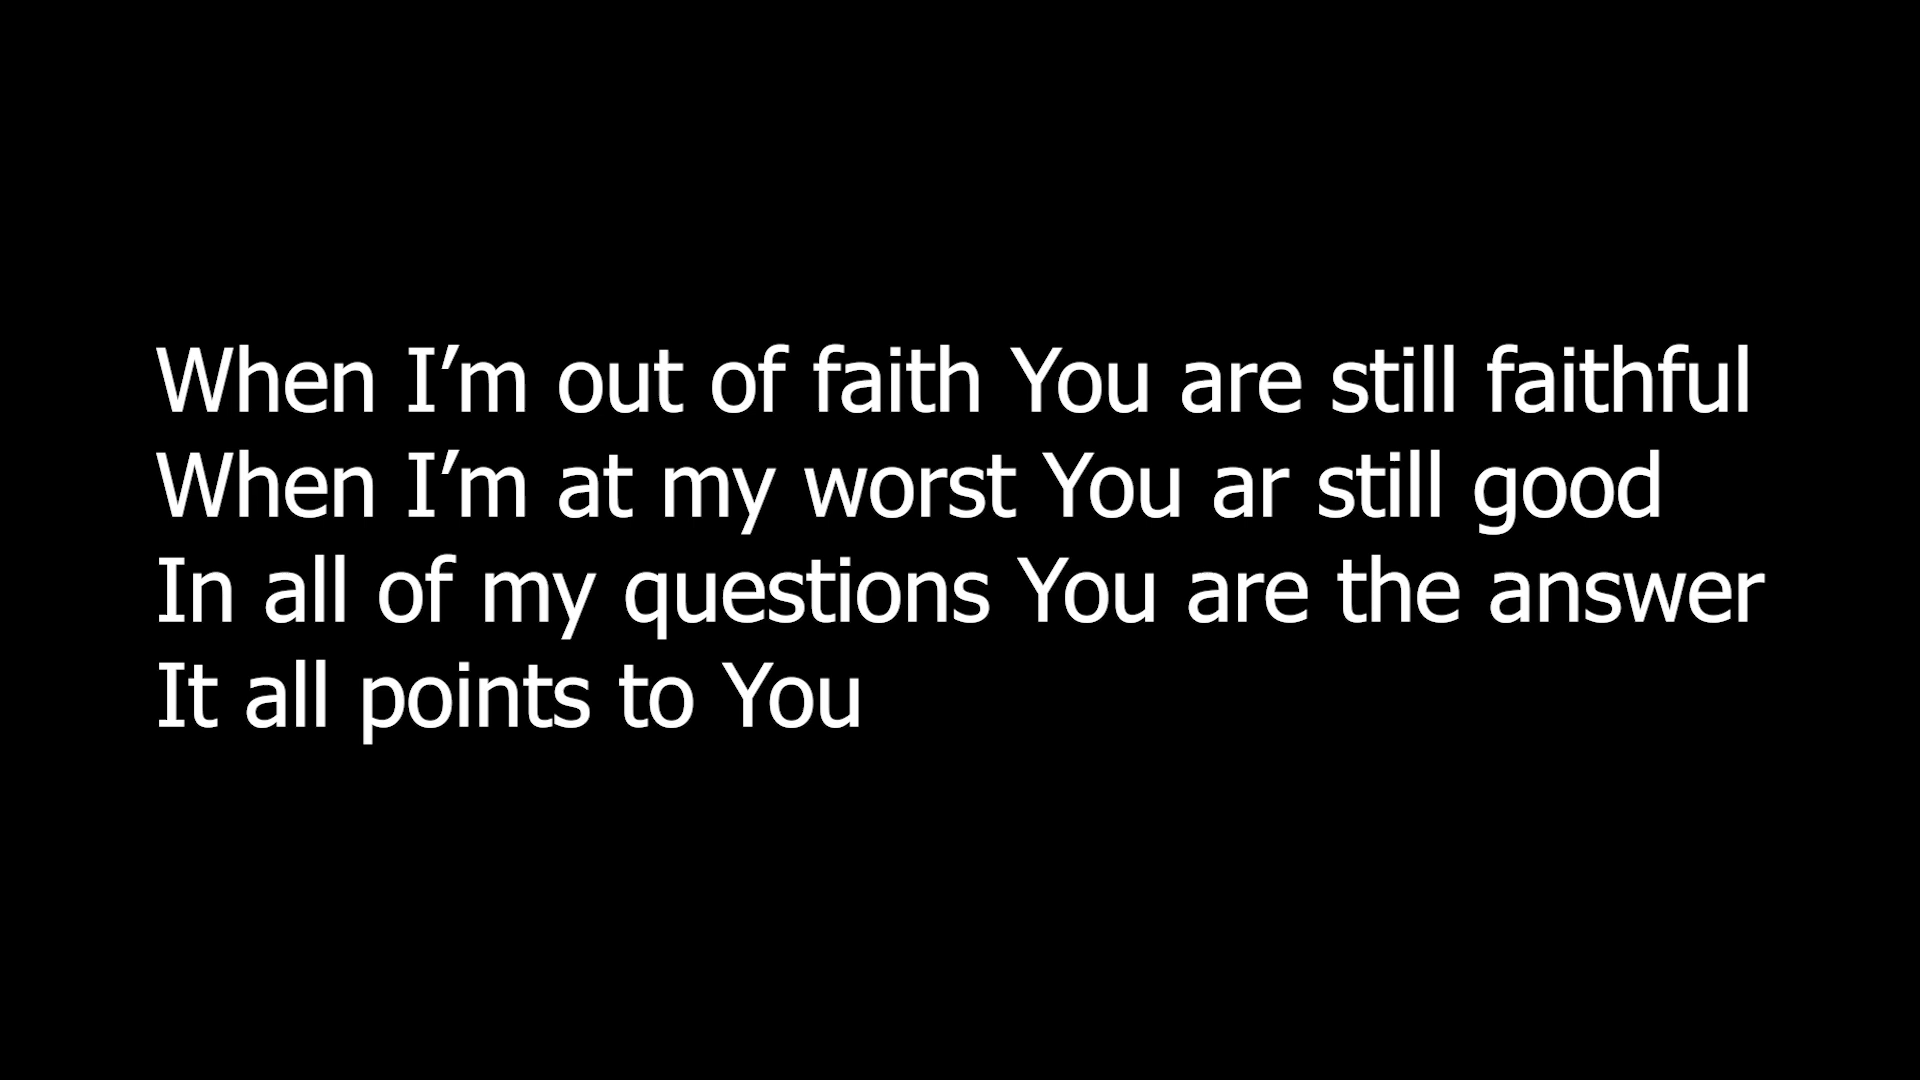 When I’m out of faith You are still faithful
When I’m at my worst You ar still good
In all of my questions You are the answer
It all points to You